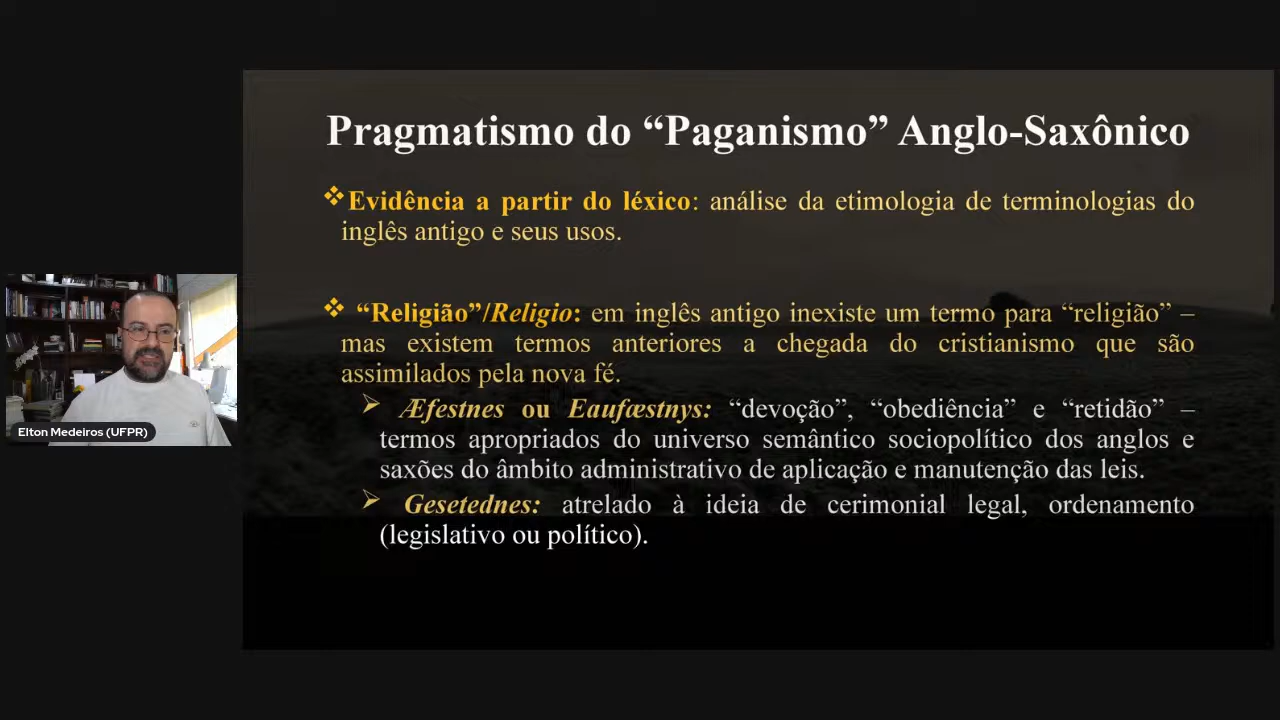 Pragmatismo do “Paganismo” Anglo-Saxônico
❖Evidência a partir do léxico: análise da etimologia de terminologias do
inglês antigo e seus usos.
❖ “Religião”/Religio: em inglês antigo inexiste um termo para “religião” –
mas existem termos anteriores a chegada do cristianismo que são
assimilados pela nova fé.
➢ Æfestnes ou Eaufæstnys: “devoção”, “obediência” e “retidão” –
termos apropriados do universo semântico sociopolítico dos anglos e
saxões do âmbito administrativo de aplicação e manutenção das leis.
➢ Gesetednes: atrelado à ideia de cerimonial legal, ordenamento
(legislativo ou político).
Elton Medeiros (UFPR)